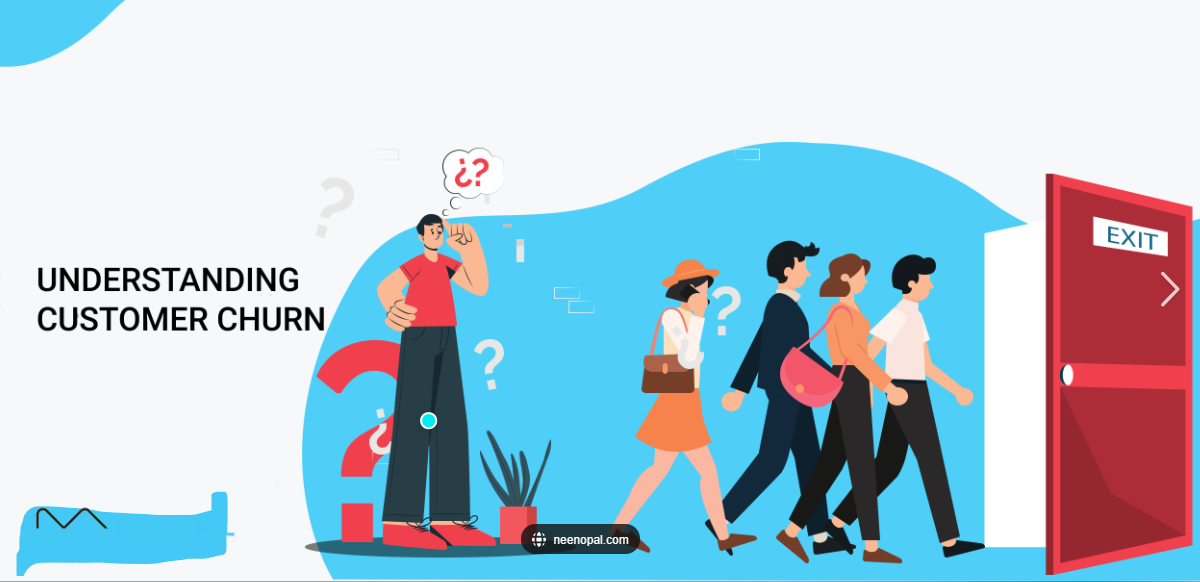 ¿?
?
UNDERSTANDING
CUSTOMER CHURN
EXIT
?
?
?
¿
¿
neenopal.com